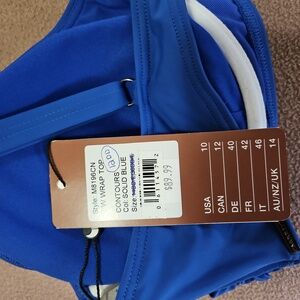 Style: M8196CN
W WRAP TOP
CONTOURS
1200
Col: SOLID BLUE
Size:
$89.99
USA 10
CAN 12
DE 40
FR 42
IT 46
AU/NZ/UK 14